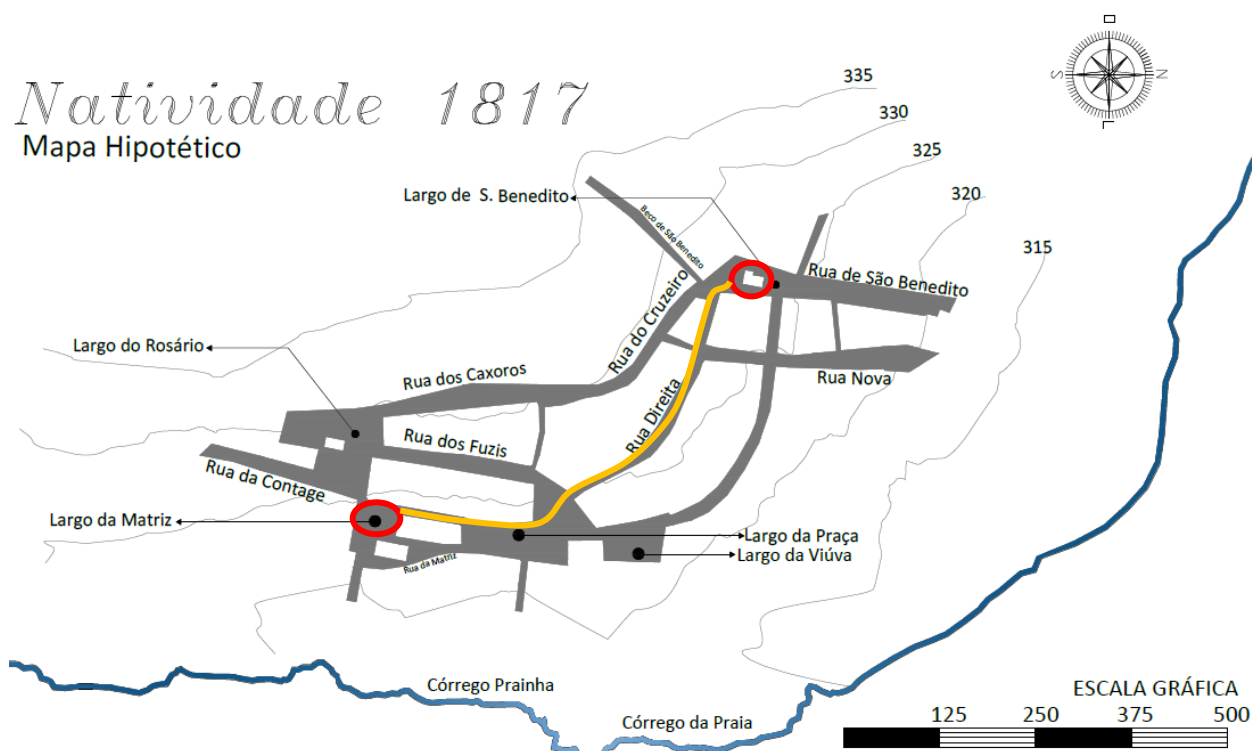 Natividade 1817
Mapa Hipotético
335
330
325
320
315
Largo de S. Benedito
Beco de São Benedito
Rua de São Benedito
Rua do Cruzeiro
Rua Nova
Largo do Rosário
Rua dos Caxoros
Rua Direita
Rua dos Fuzis
Rua da Contage
Largo da Matriz
Largo da Praça
Largo da Viúva
Rua da Matriz
Córrego Prainha
Córrego da Praia
ESCALA GRÁFICA
125 250 375 500
S N